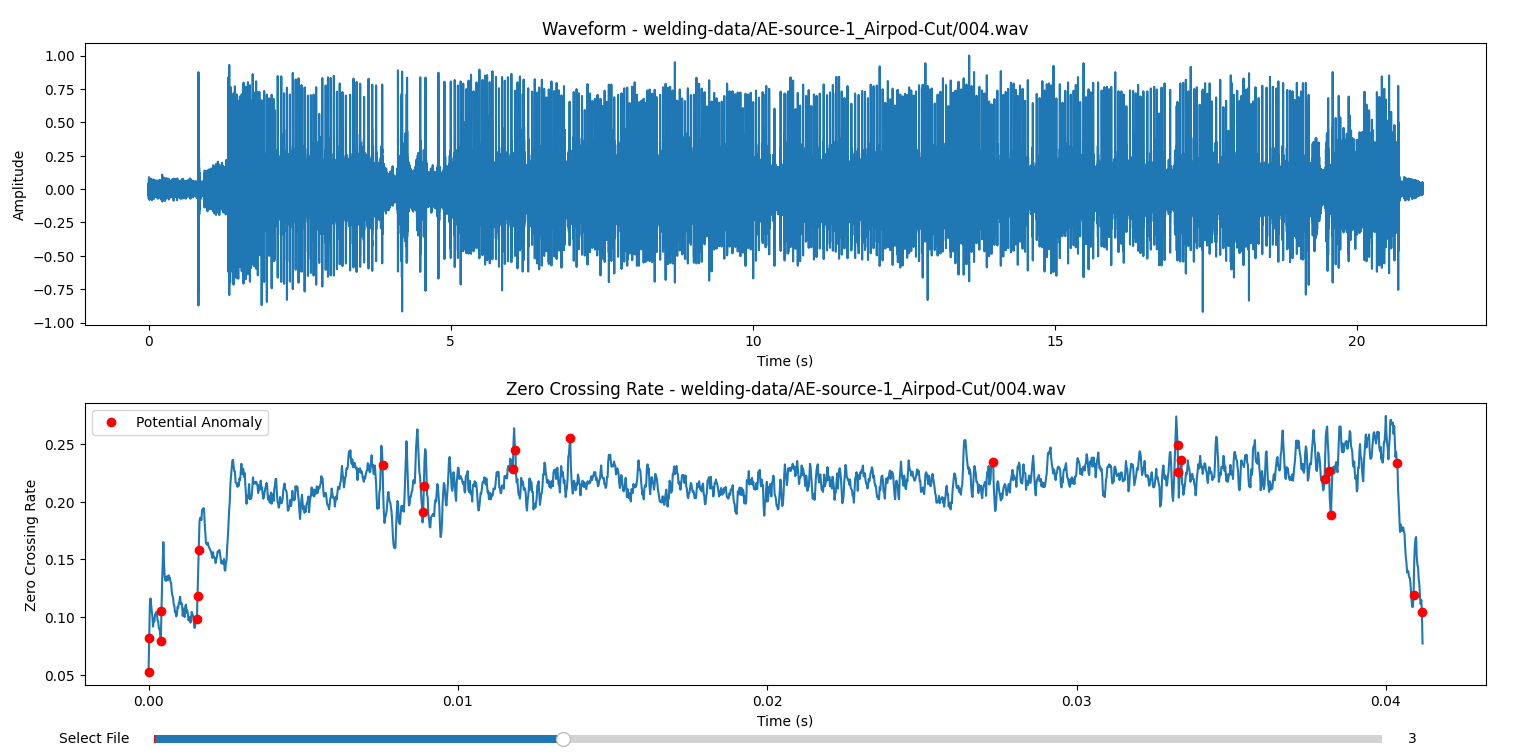 Waveform - welding-data/AE-source-1_Airpod-Cut/004.wav
1.00
0.75
0.50
0.25
0.00
−0.25
−0.50
−0.75
−1.00
Amplitude
0 5 10 15 20
Time (s)
Zero Crossing Rate - welding-data/AE-source-1_Airpod-Cut/004.wav
Potential Anomaly
0.25
0.20
0.15
0.10
0.05
Zero Crossing Rate
0.00 0.01 0.02 0.03 0.04
Time (s)
Select File 3